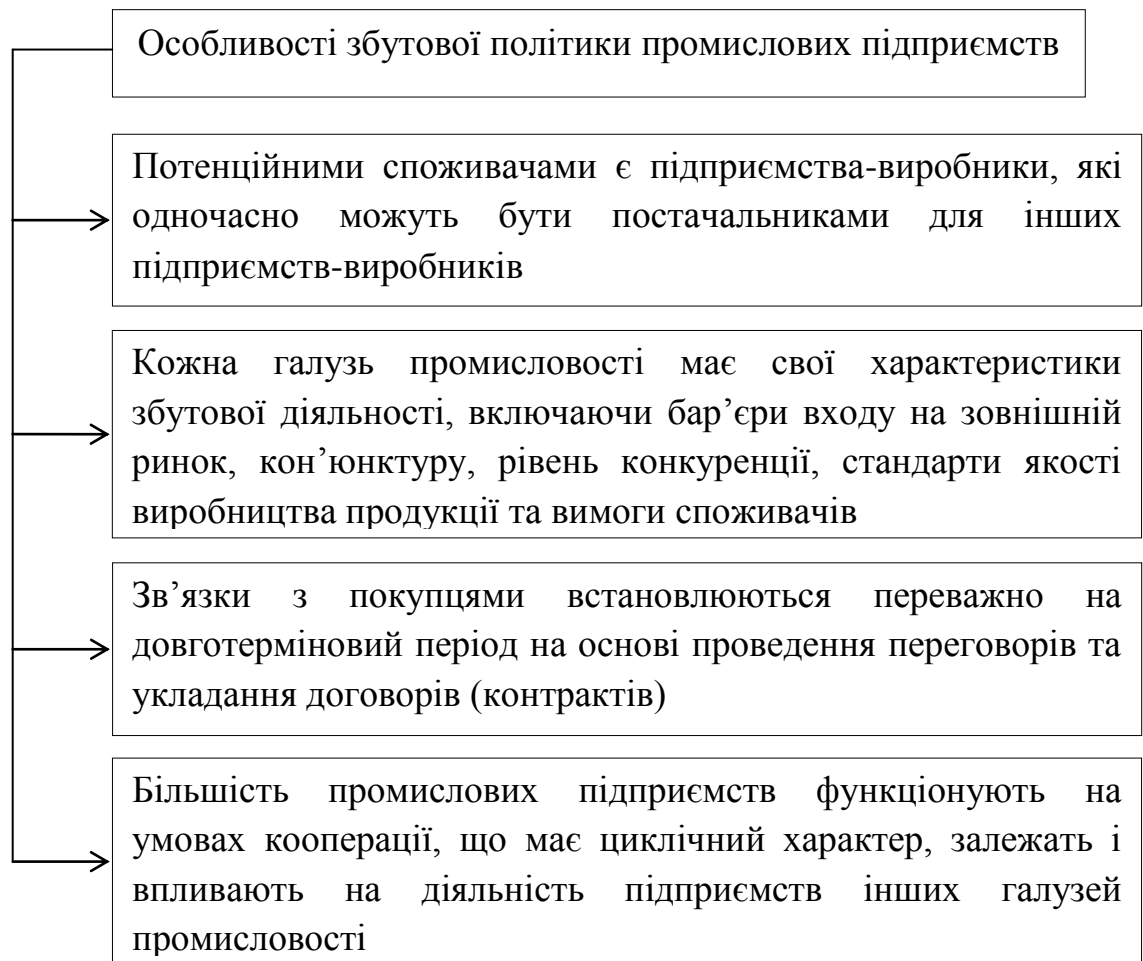 Особливості збутової політики промислових підприємств
Потенційними споживачами є підприємства-виробники, які
одночасно можуть бути постачальниками для інших
підприємств-виробників
Кожна галузь промисловості має свої характеристики
збутової діяльності, включаючи бар’єри входу на зовнішній
ринок, кон’юнктуру, рівень конкуренції, стандарти якості
виробництва продукції та вимоги споживачів
Зв’язки з покупцями встановлюються переважно на
довготерміновий період на основі проведення переговорів та
укладання договорів (контрактів)
Більшість промислових підприємств функціонують на
умовах кооперації, що має циклічний характер, залежать і
впливають на діяльність підприємств інших галузей
промисловості